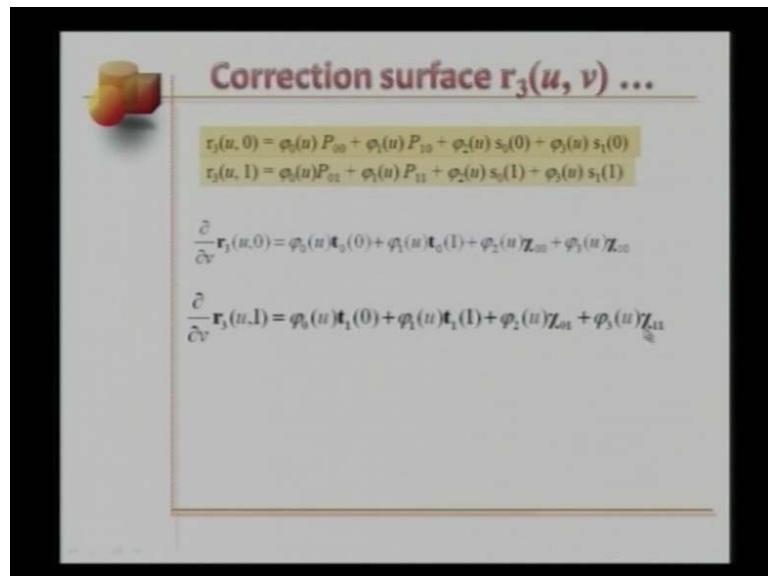 Correction surface r₃(u, v) ...
r₃(u, 0) = φ₀(u) P₀₀ + φ₁(u) P₁₀ + φ₂(u) s₀(0) + φ₃(u) s₁(0)
r₃(u, 1) = φ₀(u)P₀₁ + φ₁(u) P₁₁ + φ₂(u) s₀(1) + φ₃(u) s₁(1)
∂/∂v r₃(u,0) = φ₀(u)t₀(0)+φ₁(u)t₀(1)+φ₂(u)χ₀₀ +φ₃(u)χ₁₀
∂/∂v r₃(u,1) = φ₀(u)t₁(0)+φ₁(u)t₁(1)+φ₂(u)χ₀₁ +φ₃(u)χ₁₁